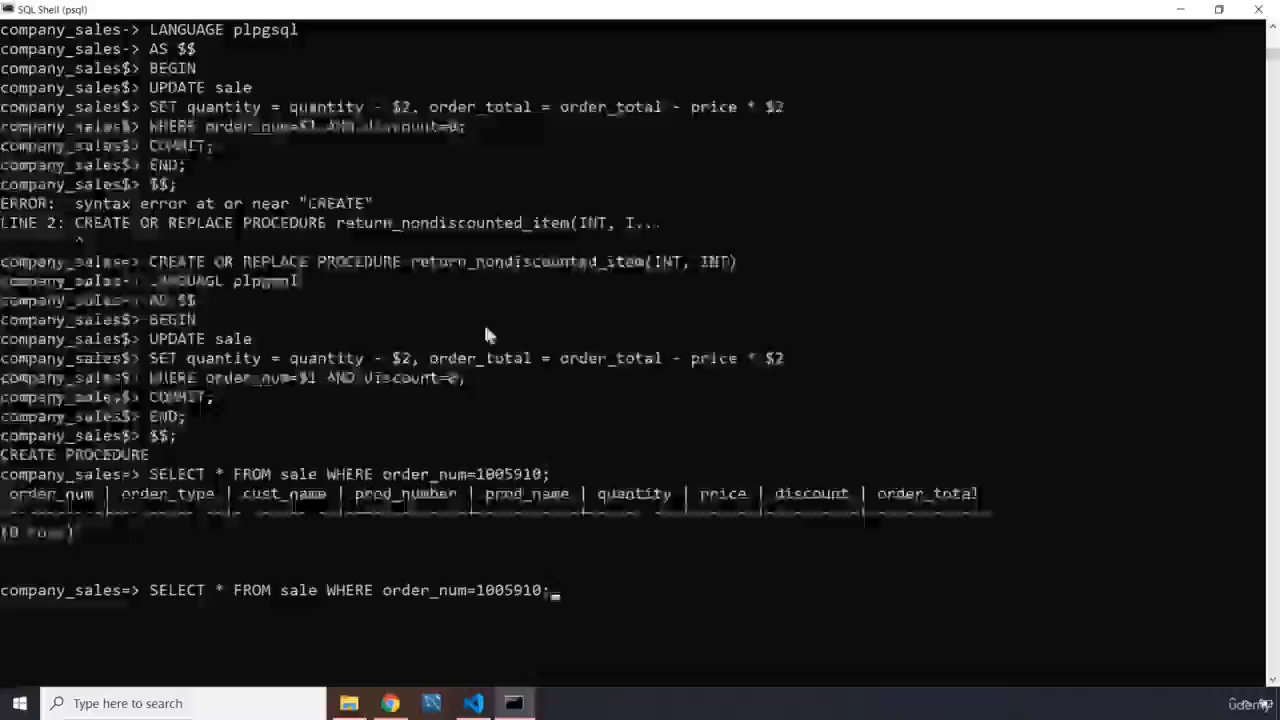 SQL Shell (psql)
company_sales-> LANGUAGE plpgsql
company_sales-> AS $$
company_sales$> BEGIN
company_sales$> UPDATE sale
company_sales$> SET quantity = quantity - $2, order_total = order_total - price * $2
company_sales$> WHERE order_num=$1 AND discount=0;
company_sales$> COMMIT;
company_sales$> END;
company_sales$> $$;
ERROR: syntax error at or near "CREATE"
LINE 2: CREATE OR REPLACE PROCEDURE return_nondiscounted_item(INT, I...
^
company_sales=> CREATE OR REPLACE PROCEDURE return_nondiscounted_item(INT, INT)
company_sales-> LANGUAGE plpgsql
company_sales-> AS $$
company_sales$> BEGIN
company_sales$> UPDATE sale
company_sales$> SET quantity = quantity - $2, order_total = order_total - price * $2
company_sales$> WHERE order_num=$1 AND discount=0;
company_sales$> COMMIT;
company_sales$> END;
company_sales$> $$;
CREATE PROCEDURE
company_sales=> SELECT * FROM sale WHERE order_num=1005910;
order_num | order_type | cust_name | prod_number | prod_name | quantity | price | discount | order_total
(0 rows)
company_sales=> SELECT * FROM sale WHERE order_num=1005910;
Type here to search
udemy